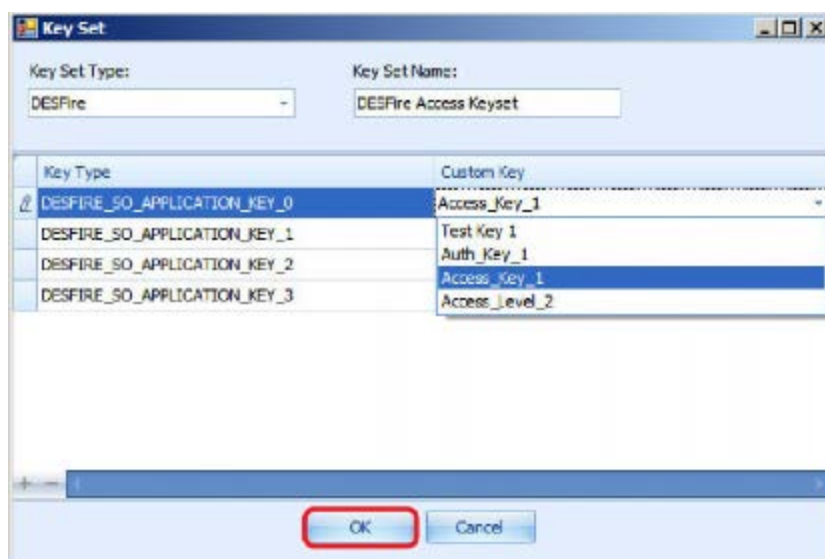 Key Set
Key Set Type: Key Set Name:
DESFire DESFire Access Keyset
Key Type Custom Key
DESFIRE_SO_APPLICATION_KEY_0 Access_Key_1
DESFIRE_SO_APPLICATION_KEY_1 Test Key 1
Auth_Key_1
DESFIRE_SO_APPLICATION_KEY_2 Access_Key_1
DESFIRE_SO_APPLICATION_KEY_3 Access_Level_2
OK Cancel